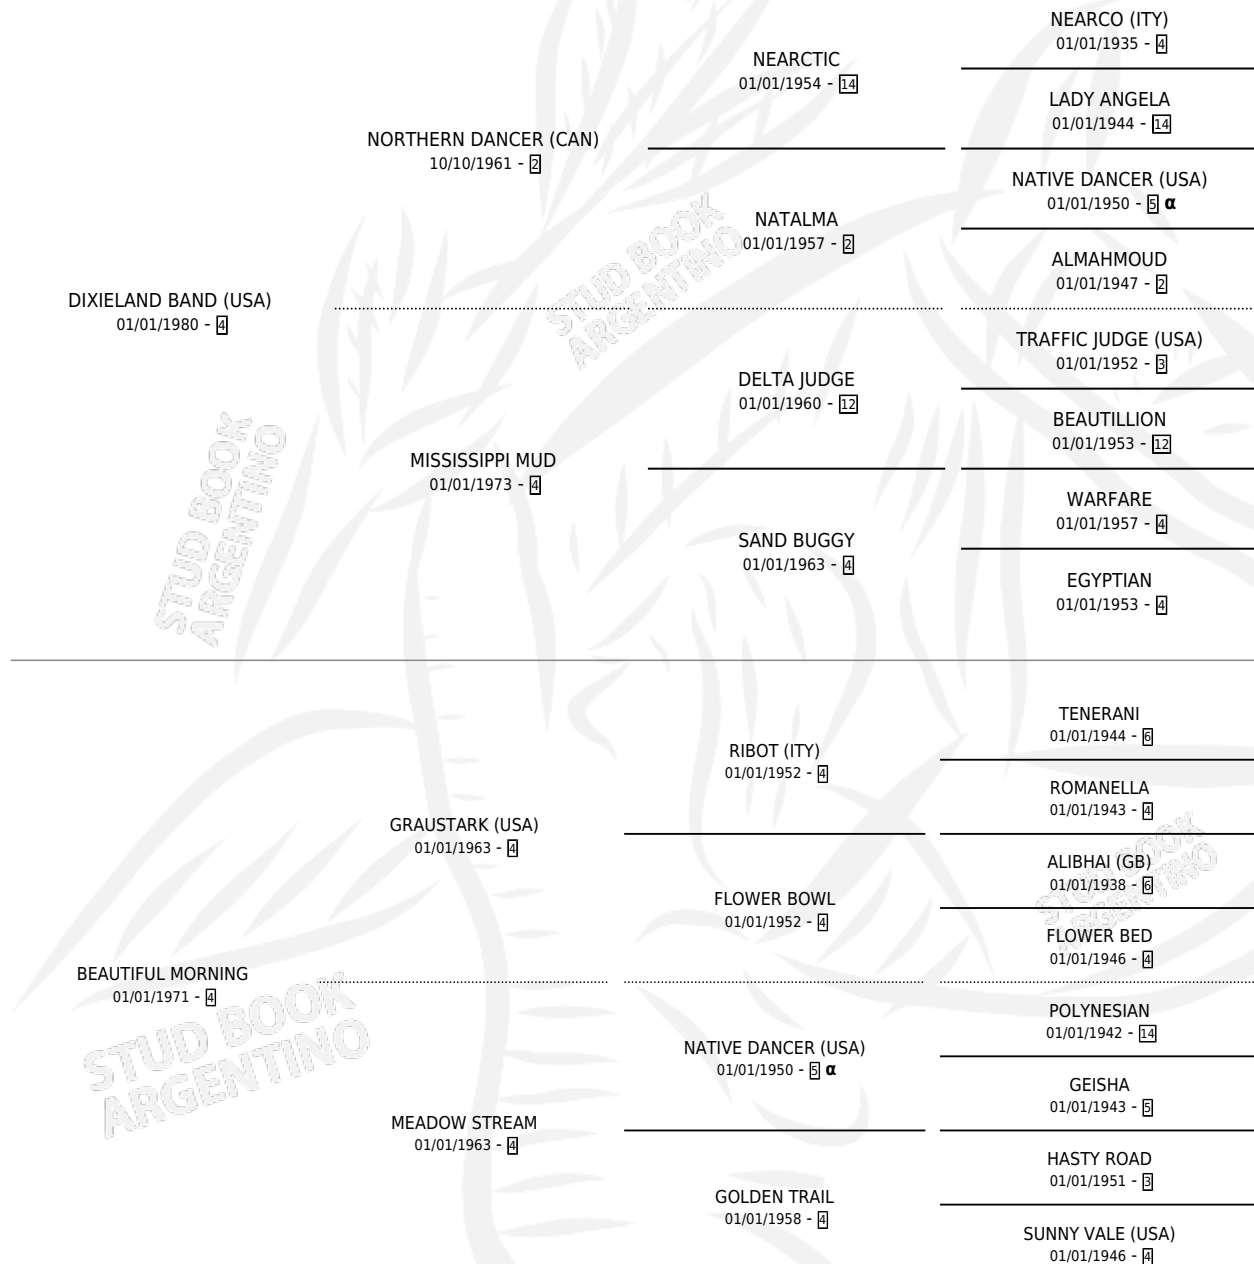 NEARCO (ITY)
01/01/1935 - 4
NEARCTIC
01/01/1954 - 14
LADY ANGELA
01/01/1944 - 14
NORTHERN DANCER (CAN)
10/10/1961 - 2
NATIVE DANCER (USA)
01/01/1950 - 5 α
NATALMA
01/01/1957 - 2
ALMAHMOUD
01/01/1947 - 2
DIXIELAND BAND (USA)
01/01/1980 - 4
TRAFFIC JUDGE (USA)
01/01/1952 - 3
DELTA JUDGE
01/01/1960 - 12
BEAUTILLION
01/01/1953 - 12
MISSISSIPPI MUD
01/01/1973 - 4
WARFARE
01/01/1957 - 4
SAND BUGGY
01/01/1963 - 4
EGYPTIAN
01/01/1953 - 4
TENERANI
01/01/1944 - 6
RIBOT (ITY)
01/01/1952 - 4
ROMANELLA
01/01/1943 - 4
GRAUSTARK (USA)
01/01/1963 - 4
ALIBHAI (GB)
01/01/1938 - 6
FLOWER BOWL
01/01/1952 - 4
FLOWER BED
01/01/1946 - 4
BEAUTIFUL MORNING
01/01/1971 - 4
POLYNESIAN
01/01/1942 - 14
NATIVE DANCER (USA)
01/01/1950 - 5 α
GEISHA
01/01/1943 - 5
MEADOW STREAM
01/01/1963 - 4
HASTY ROAD
01/01/1951 - 3
GOLDEN TRAIL
01/01/1958 - 4
SUNNY VALE (USA)
01/01/1946 - 4
STUD BOOK
ARGENTINO
STUD BOOK
ARGENTINO
STUD BOOK
ARGENTINO
STUD BOOK
ARGENTINO